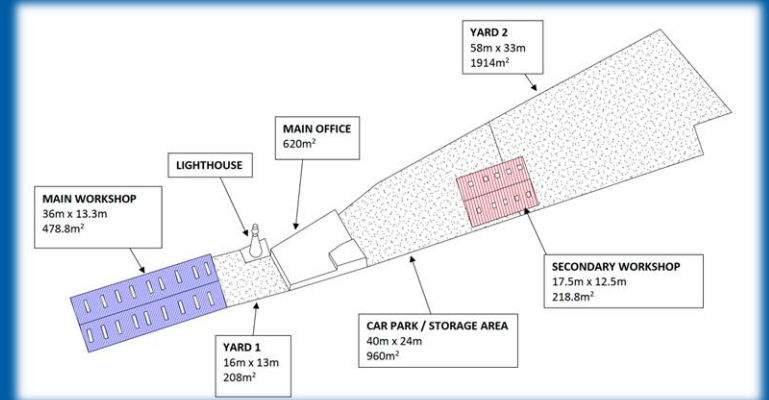 YARD 2
58m x 33m
1914m²
MAIN OFFICE
620m²
LIGHTHOUSE
MAIN WORKSHOP
36m x 13.3m
478.8m²
SECONDARY WORKSHOP
17.5m x 12.5m
218.8m²
CAR PARK / STORAGE AREA
40m x 24m
960m²
YARD 1
16m x 13m
208m²